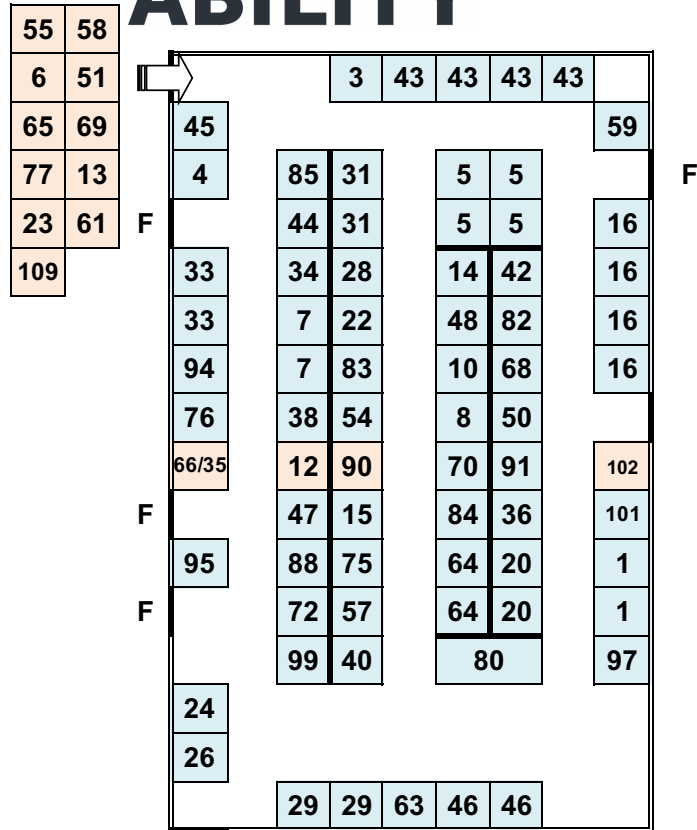 ABILITY
55 58
6 51
65 69
77 13
23 61
109
3 43 43 43 43
45 59
4 85 31 5 5 F
F 44 31 5 5 16
33 34 28 14 42 16
33 7 22 48 82 16
94 7 83 10 68 16
76 38 54 8 50
66/35 12 90 70 91 102
F 47 15 84 36 101
95 88 75 64 20 1
F 72 57 64 20 1
99 40 80 97
24
26
29 29 63 46 46